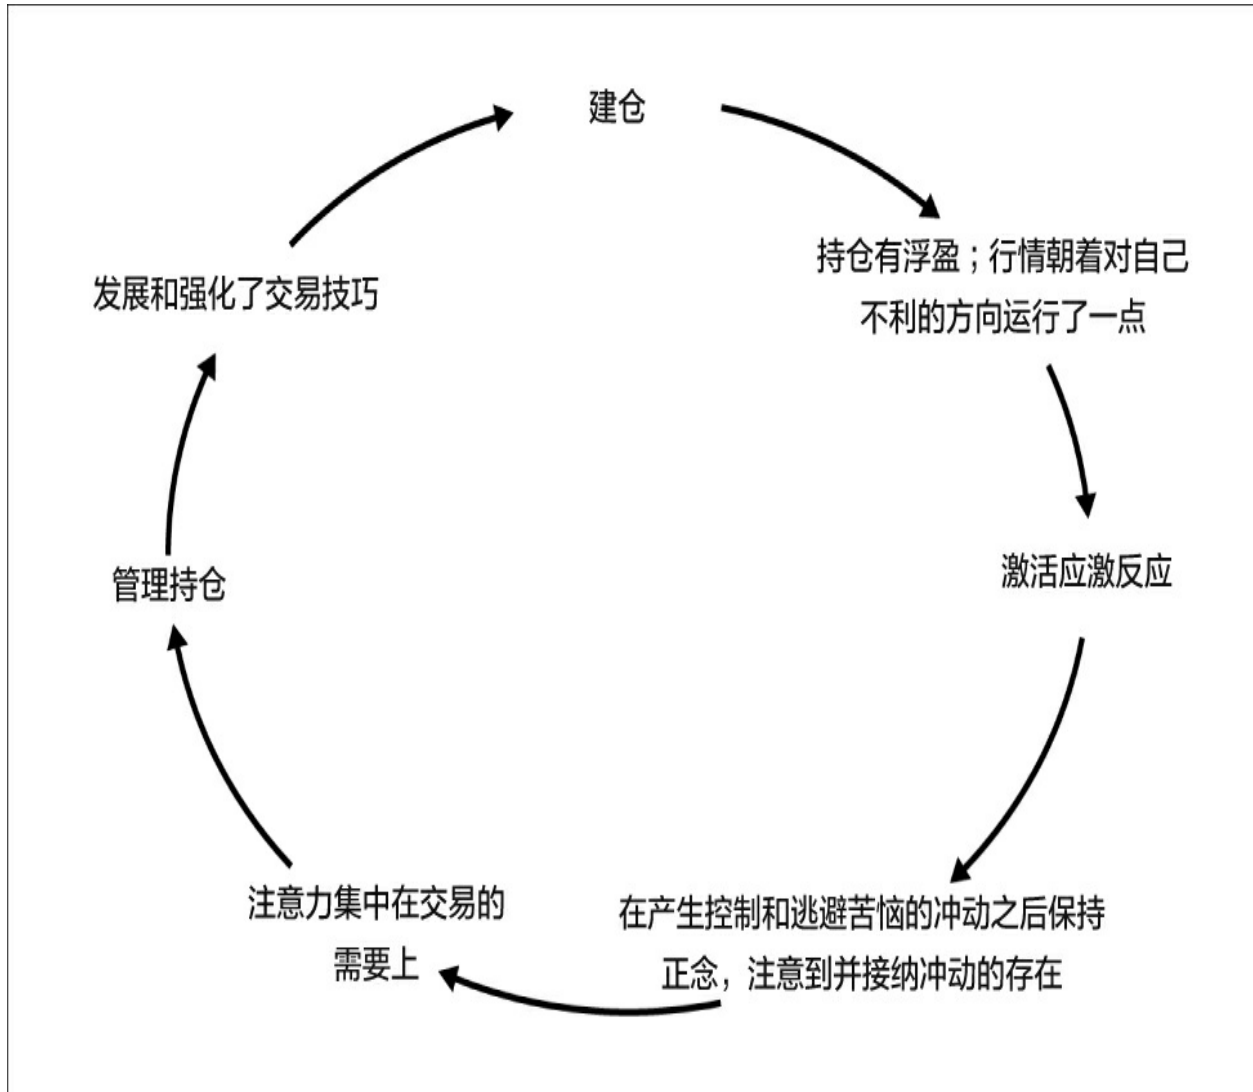 建仓
持仓有浮盈；行情朝着对自己
不利的方向运行了一点
激活应激反应
在产生控制和逃避苦恼的冲动之后保持
正念，注意到并接纳冲动的存在
注意力集中在交易的
需要上
管理持仓
发展和强化了交易技巧